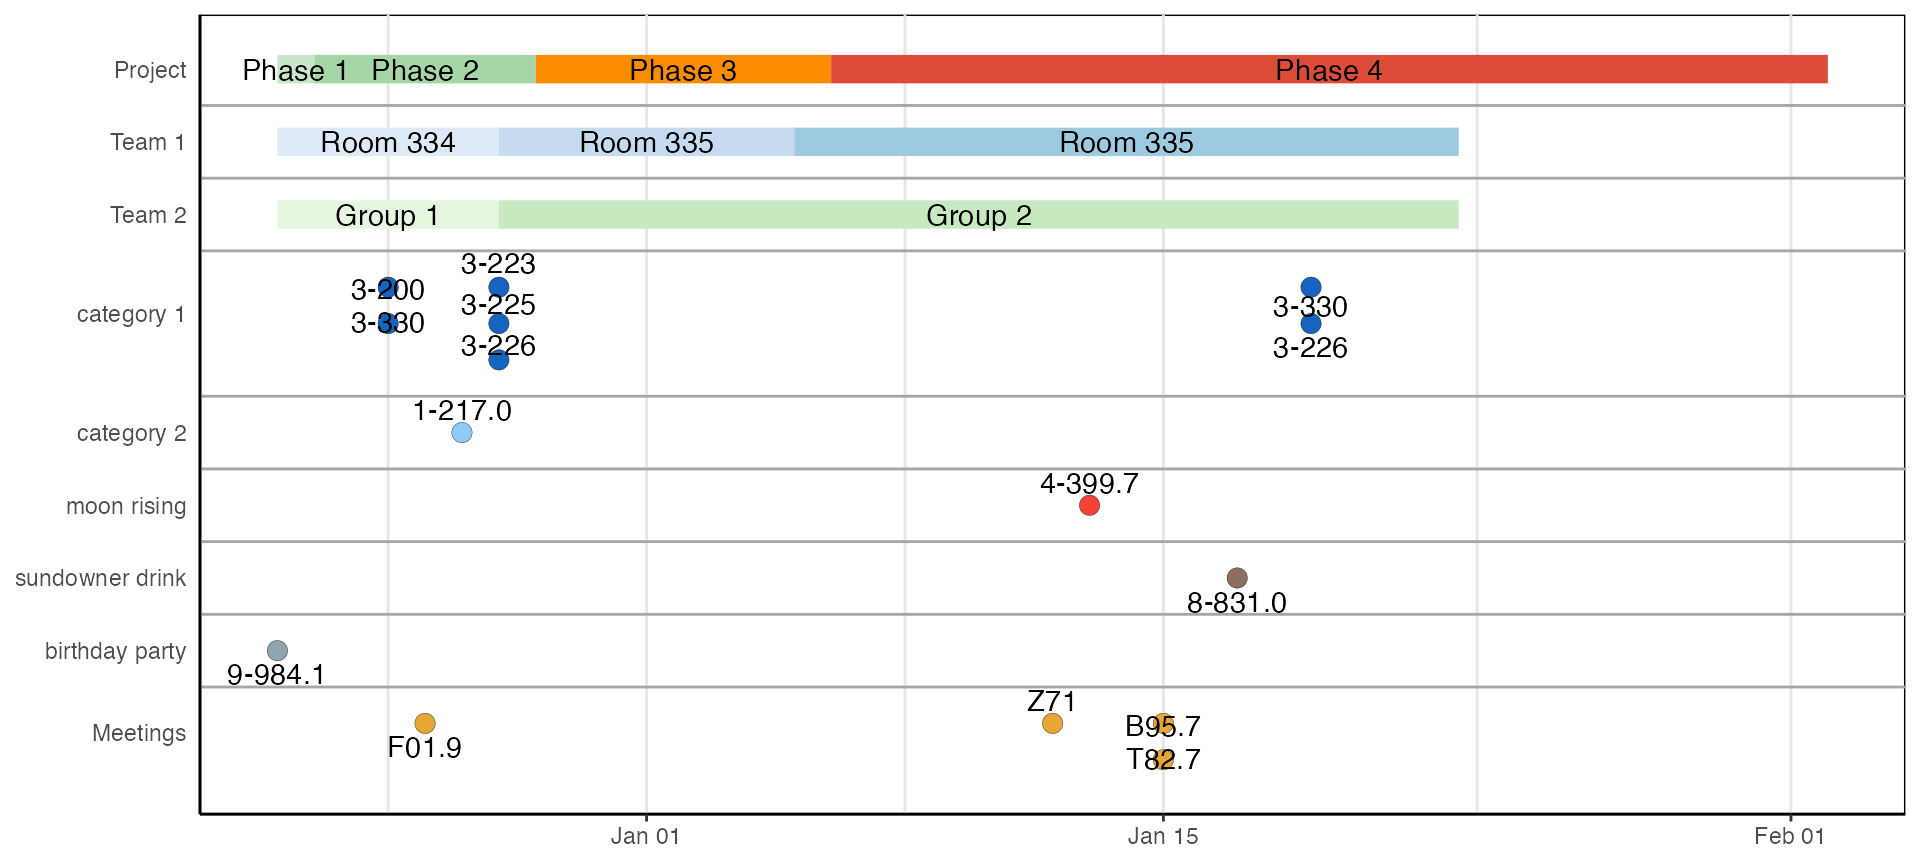 Project
Phase 1
Phase 2
Phase 3
Phase 4
Team 1
Room 334
Room 335
Room 335
Team 2
Group 1
Group 2
category 1
3-200
3-330
3-223
3-225
3-226
3-330
3-226
category 2
1-217.0
moon rising
4-399.7
sundowner drink
8-831.0
birthday party
9-984.1
Meetings
F01.9
Z71
B95.7
T82.7
Jan 01
Jan 15
Feb 01